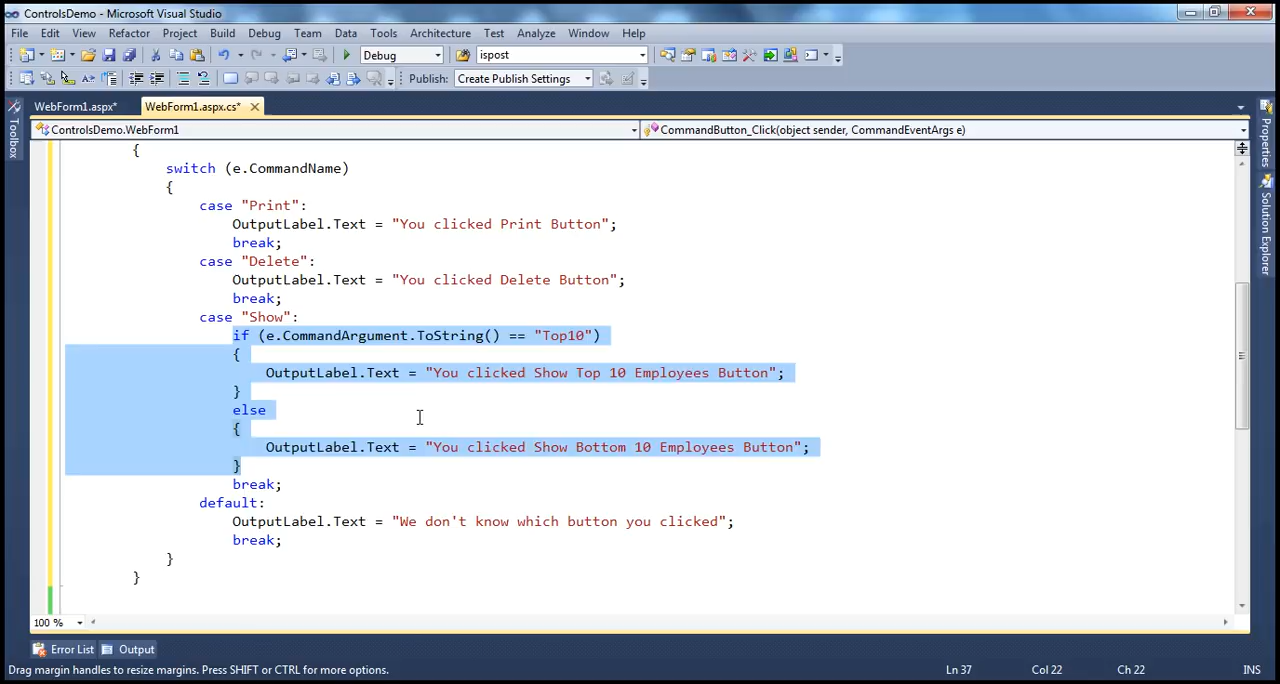 ControlsDemo - Microsoft Visual Studio
File Edit View Refactor Project Build Debug Team Data Tools Architecture Test Analyze Window Help
Debug ispost
Publish: Create Publish Settings
WebForm1.aspx* WebForm1.aspx.cs*
ControlsDemo.WebForm1 CommandButton_Click(object sender, CommandEventArgs e)
Toolbox
Properties
Solution Explorer
{
switch (e.CommandName)
{
case "Print":
OutputLabel.Text = "You clicked Print Button";
break;
case "Delete":
OutputLabel.Text = "You clicked Delete Button";
break;
case "Show":
if (e.CommandArgument.ToString() == "Top10")
{
OutputLabel.Text = "You clicked Show Top 10 Employees Button";
}
else
{
OutputLabel.Text = "You clicked Show Bottom 10 Employees Button";
}
break;
default:
OutputLabel.Text = "We don't know which button you clicked";
break;
}
}
100 %
Error List Output
Drag margin handles to resize margins. Press SHIFT or CTRL for more options. Ln 37 Col 22 Ch 22 INS